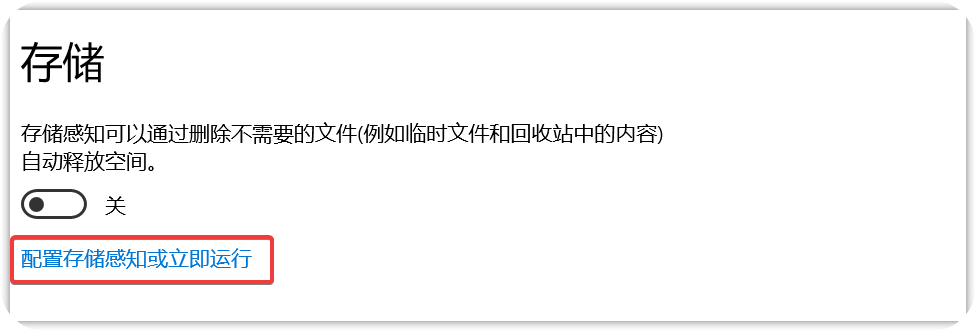 存储
存储感知可以通过删除不需要的文件(例如临时文件和回收站中的内容)
自动释放空间。
关
配置存储感知或立即运行